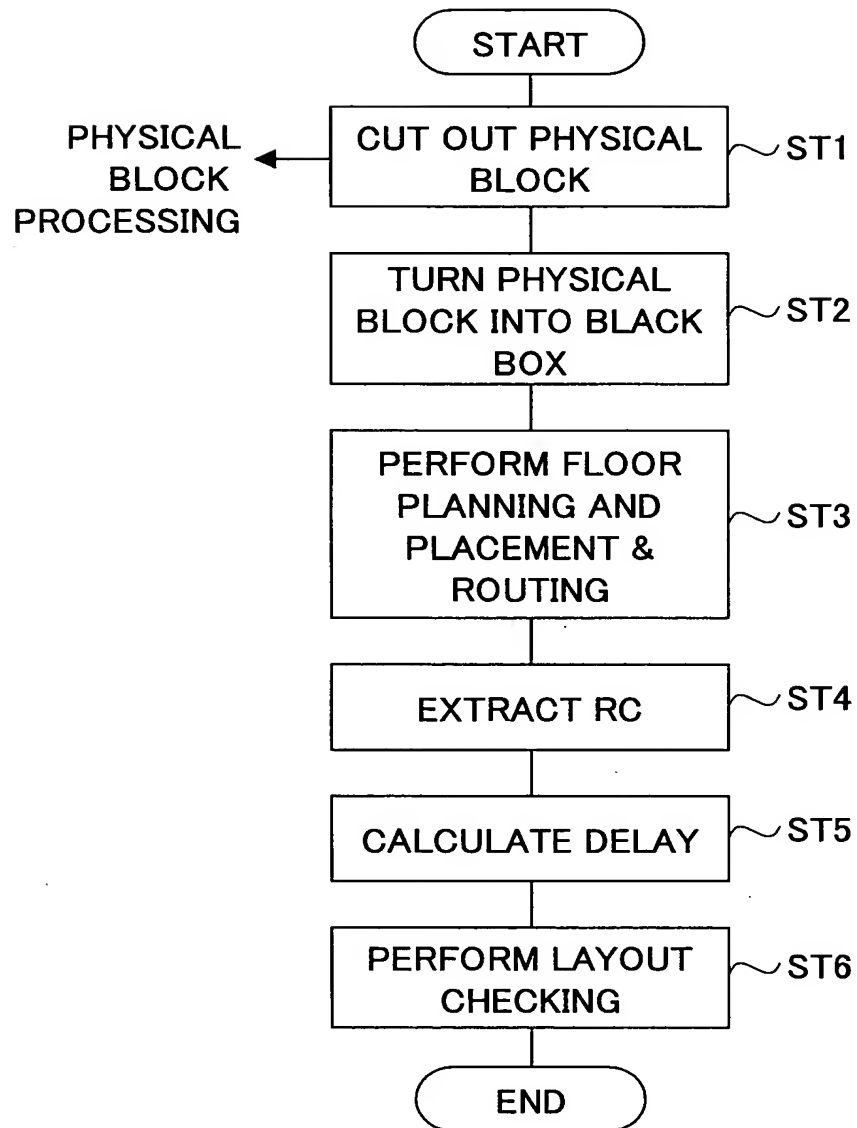 START
PHYSICAL
BLOCK
PROCESSING
CUT OUT PHYSICAL
BLOCK
ST1
TURN PHYSICAL
BLOCK INTO BLACK
BOX
ST2
PERFORM FLOOR
PLANNING AND
PLACEMENT &
ROUTING
ST3
EXTRACT RC
ST4
CALCULATE DELAY
ST5
PERFORM LAYOUT
CHECKING
ST6
END